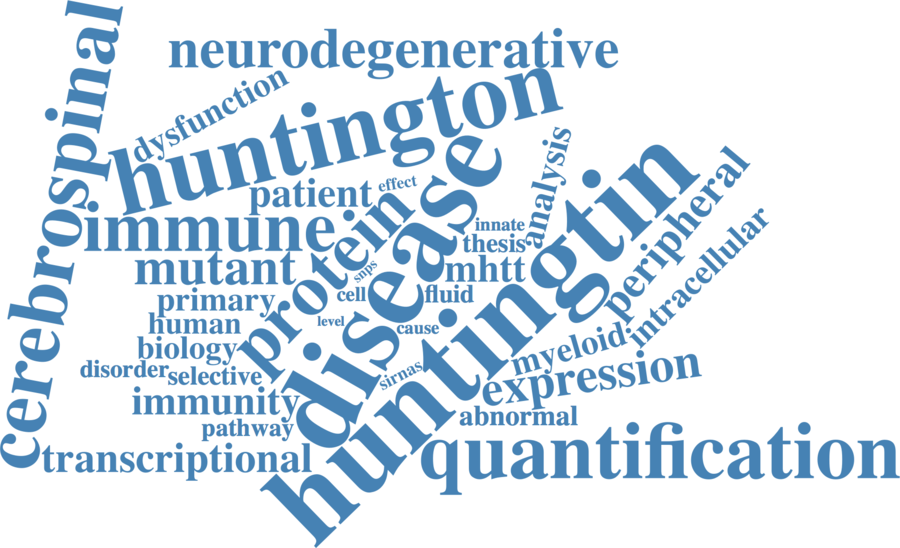 cerebrospinal
neurodegenerative
dysfunction
huntington
patient
effect
immune
analysis
innate
thesis
mutant
protein
disease
huntingtin
peripheral
intracellular
snps
mhtt
primary
cell
fluid
human
level
cause
biology
disorder
selective
sirnas
myeloid
expression
immunity
abnormal
pathway
transcriptional
quantification